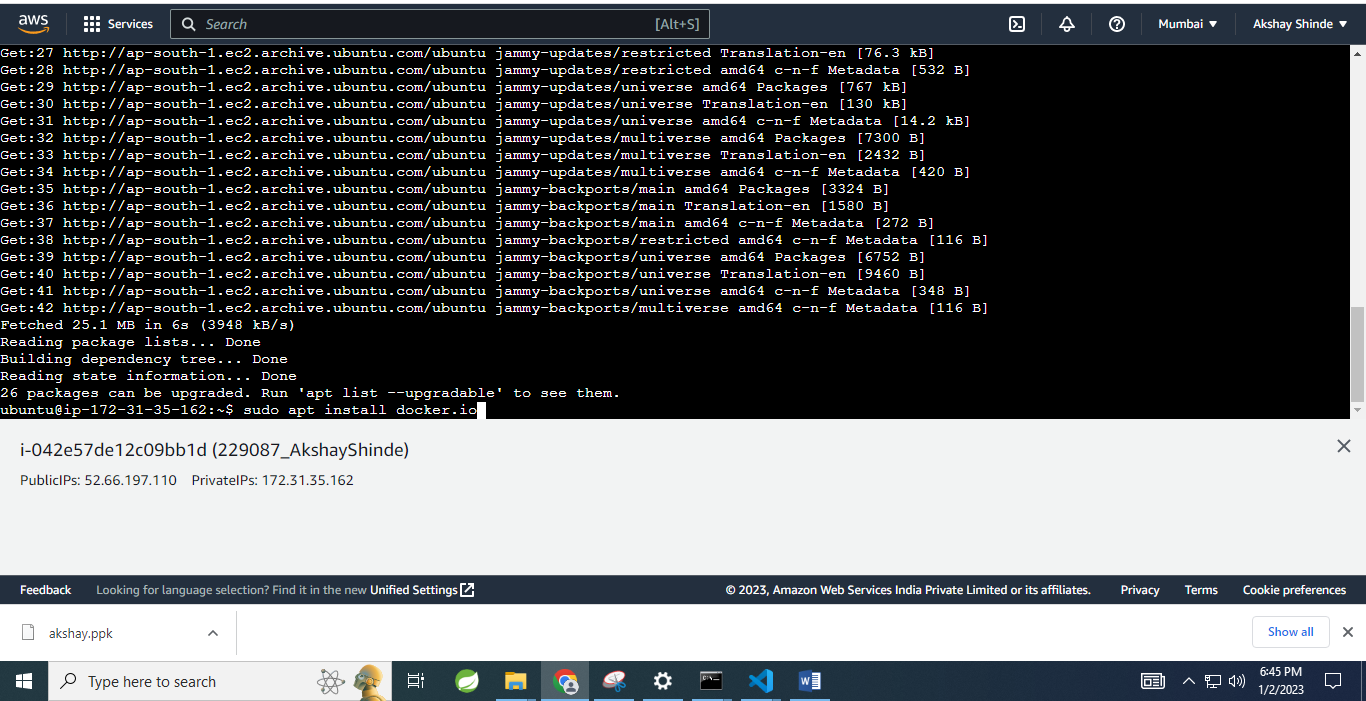 aws
Services
Search
[Alt+S]
Mumbai
Akshay Shinde
Get:27 http://ap-south-1.ec2.archive.ubuntu.com/ubuntu jammy-updates/restricted Translation-en [76.3 kB]
Get:28 http://ap-south-1.ec2.archive.ubuntu.com/ubuntu jammy-updates/restricted amd64 c-n-f Metadata [532 B]
Get:29 http://ap-south-1.ec2.archive.ubuntu.com/ubuntu jammy-updates/universe amd64 Packages [767 kB]
Get:30 http://ap-south-1.ec2.archive.ubuntu.com/ubuntu jammy-updates/universe Translation-en [130 kB]
Get:31 http://ap-south-1.ec2.archive.ubuntu.com/ubuntu jammy-updates/universe amd64 c-n-f Metadata [14.2 kB]
Get:32 http://ap-south-1.ec2.archive.ubuntu.com/ubuntu jammy-updates/multiverse amd64 Packages [7300 B]
Get:33 http://ap-south-1.ec2.archive.ubuntu.com/ubuntu jammy-updates/multiverse Translation-en [2432 B]
Get:34 http://ap-south-1.ec2.archive.ubuntu.com/ubuntu jammy-updates/multiverse amd64 c-n-f Metadata [420 B]
Get:35 http://ap-south-1.ec2.archive.ubuntu.com/ubuntu jammy-backports/main amd64 Packages [3324 B]
Get:36 http://ap-south-1.ec2.archive.ubuntu.com/ubuntu jammy-backports/main Translation-en [1580 B]
Get:37 http://ap-south-1.ec2.archive.ubuntu.com/ubuntu jammy-backports/main amd64 c-n-f Metadata [272 B]
Get:38 http://ap-south-1.ec2.archive.ubuntu.com/ubuntu jammy-backports/restricted amd64 c-n-f Metadata [116 B]
Get:39 http://ap-south-1.ec2.archive.ubuntu.com/ubuntu jammy-backports/universe amd64 Packages [6752 B]
Get:40 http://ap-south-1.ec2.archive.ubuntu.com/ubuntu jammy-backports/universe Translation-en [9460 B]
Get:41 http://ap-south-1.ec2.archive.ubuntu.com/ubuntu jammy-backports/universe amd64 c-n-f Metadata [348 B]
Get:42 http://ap-south-1.ec2.archive.ubuntu.com/ubuntu jammy-backports/multiverse amd64 c-n-f Metadata [116 B]
Fetched 25.1 MB in 6s (3948 kB/s)
Reading package lists... Done
Building dependency tree... Done
Reading state information... Done
26 packages can be upgraded. Run 'apt list --upgradable' to see them.
ubuntu@ip-172-31-35-162:~$ sudo apt install docker.io
i-042e57de12c09bb1d (229087_AkshayShinde)
PublicIPs: 52.66.197.110 PrivateIPs: 172.31.35.162
Feedback
Looking for language selection? Find it in the new Unified Settings
© 2023, Amazon Web Services India Private Limited or its affiliates.
Privacy
Terms
Cookie preferences
akshay.ppk
Show all
Type here to search
6:45 PM
1/2/2023